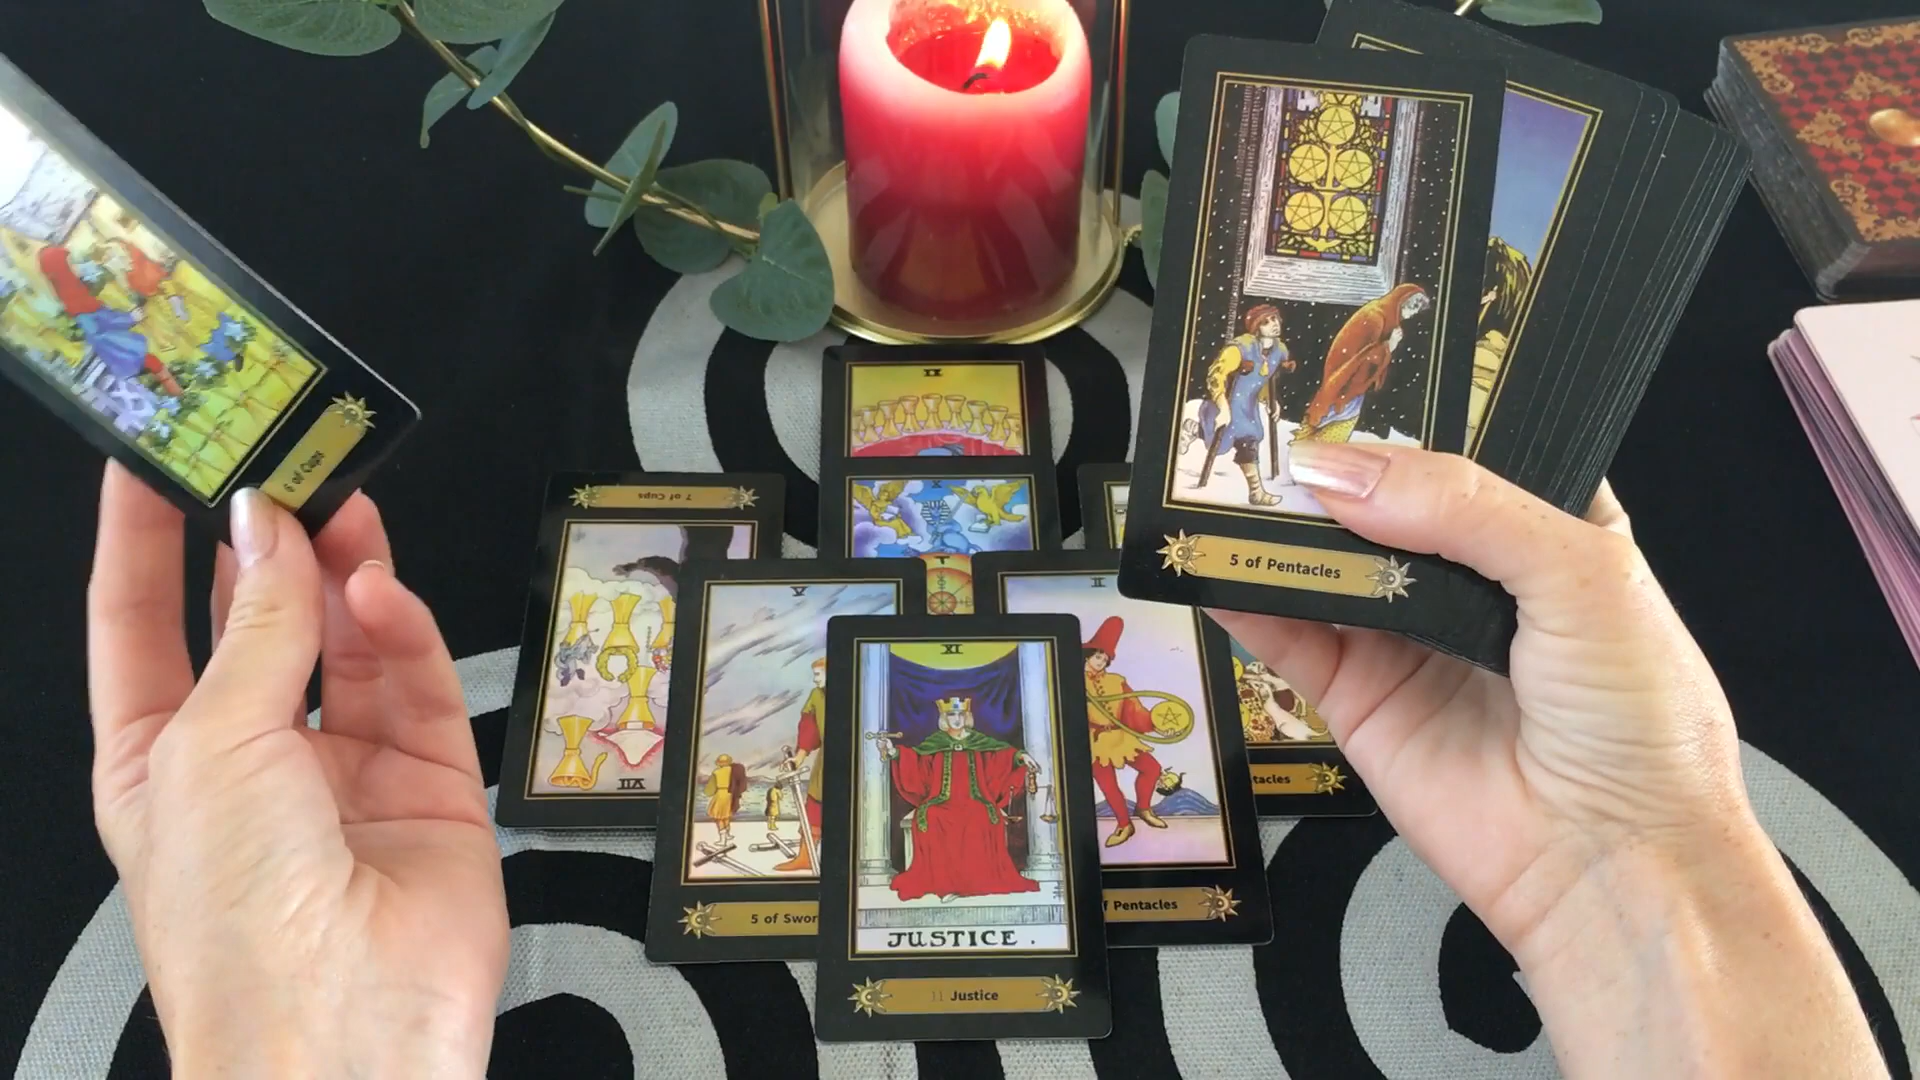 IX
X
7 of Cups
VII
V
5 of Swor
II
f Pentacles
tacles
XI
JUSTICE.
11 Justice
5 of Pentacles
of Cups